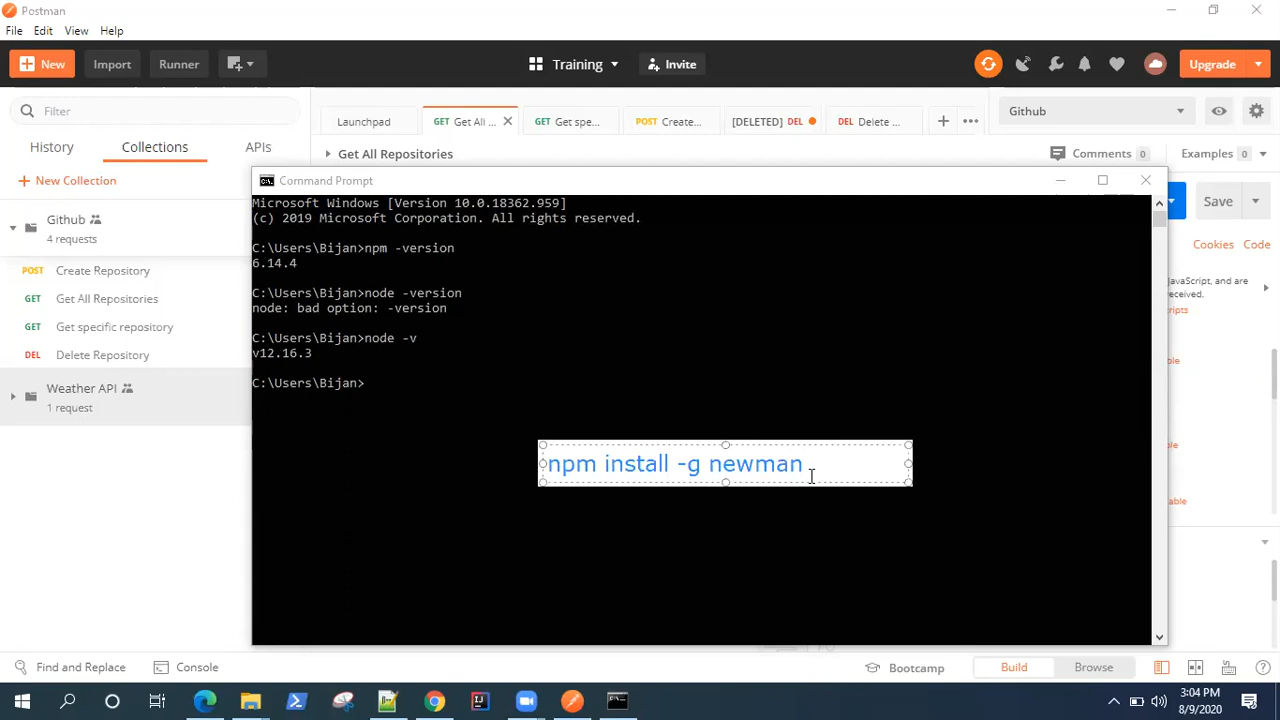 Postman
File Edit View Help
New Import Runner Training Invite Upgrade
Filter
Launchpad GET Get All ... GET Get spe... POST Create... [DELETED] DEL DEL Delete ... Github
History Collections APIs
Get All Repositories Comments 0 Examples 0
New Collection
Github
4 requests
POST Create Repository
GET Get All Repositories
GET Get specific repository
DEL Delete Repository
Weather API
1 request
Save
Cookies Code
JavaScript, and are
received.
Command Prompt
Microsoft Windows [Version 10.0.18362.959]
(c) 2019 Microsoft Corporation. All rights reserved.
C:\Users\Bijan>npm -version
6.14.4
C:\Users\Bijan>node -version
node: bad option: -version
C:\Users\Bijan>node -v
v12.16.3
C:\Users\Bijan>
npm install -g newman
Find and Replace Console Bootcamp Build Browse
3:04 PM
8/9/2020